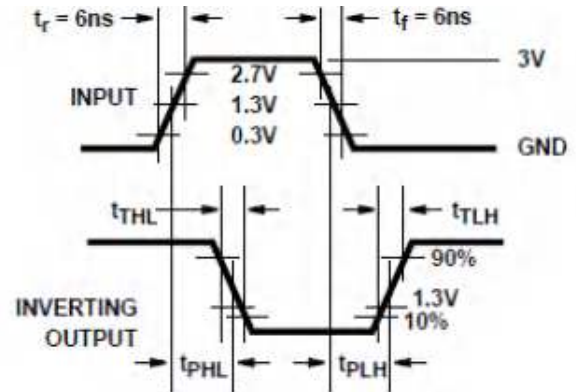 tr = 6ns
tf = 6ns
3V
2.7V
INPUT
1.3V
0.3V
GND
tTHL
tTLH
90%
INVERTING
OUTPUT
1.3V
10%
tPHL
tPLH